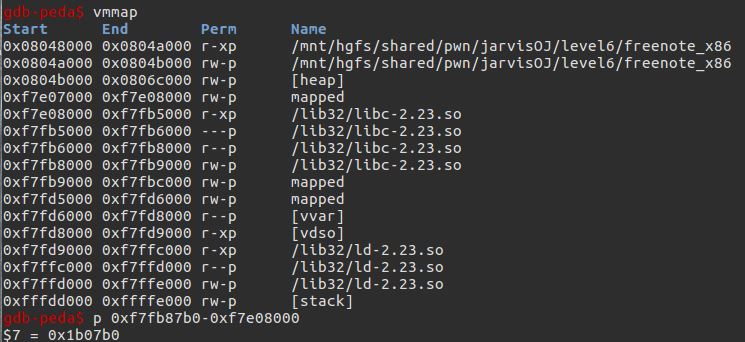 gdb-peda$ vmmap
Start End Perm Name
0x08048000 0x0804a000 r-xp /mnt/hgfs/shared/pwn/jarvisOJ/level6/freenote_x86
0x0804a000 0x0804b000 rw-p /mnt/hgfs/shared/pwn/jarvisOJ/level6/freenote_x86
0x0804b000 0x0806c000 rw-p [heap]
0xf7e07000 0xf7e08000 rw-p mapped
0xf7e08000 0xf7fb5000 r-xp /lib32/libc-2.23.so
0xf7fb5000 0xf7fb6000 ---p /lib32/libc-2.23.so
0xf7fb6000 0xf7fb8000 r--p /lib32/libc-2.23.so
0xf7fb8000 0xf7fb9000 rw-p /lib32/libc-2.23.so
0xf7fb9000 0xf7fbc000 rw-p mapped
0xf7fd5000 0xf7fd6000 rw-p mapped
0xf7fd6000 0xf7fd8000 r--p [vvar]
0xf7fd8000 0xf7fd9000 r-xp [vdso]
0xf7fd9000 0xf7ffc000 r-xp /lib32/ld-2.23.so
0xf7ffc000 0xf7ffd000 r--p /lib32/ld-2.23.so
0xf7ffd000 0xf7ffe000 rw-p /lib32/ld-2.23.so
0xfffdd000 0xffffe000 rw-p [stack]
gdb-peda$ p 0xf7fb87b0-0xf7e08000
$7 = 0x1b07b0